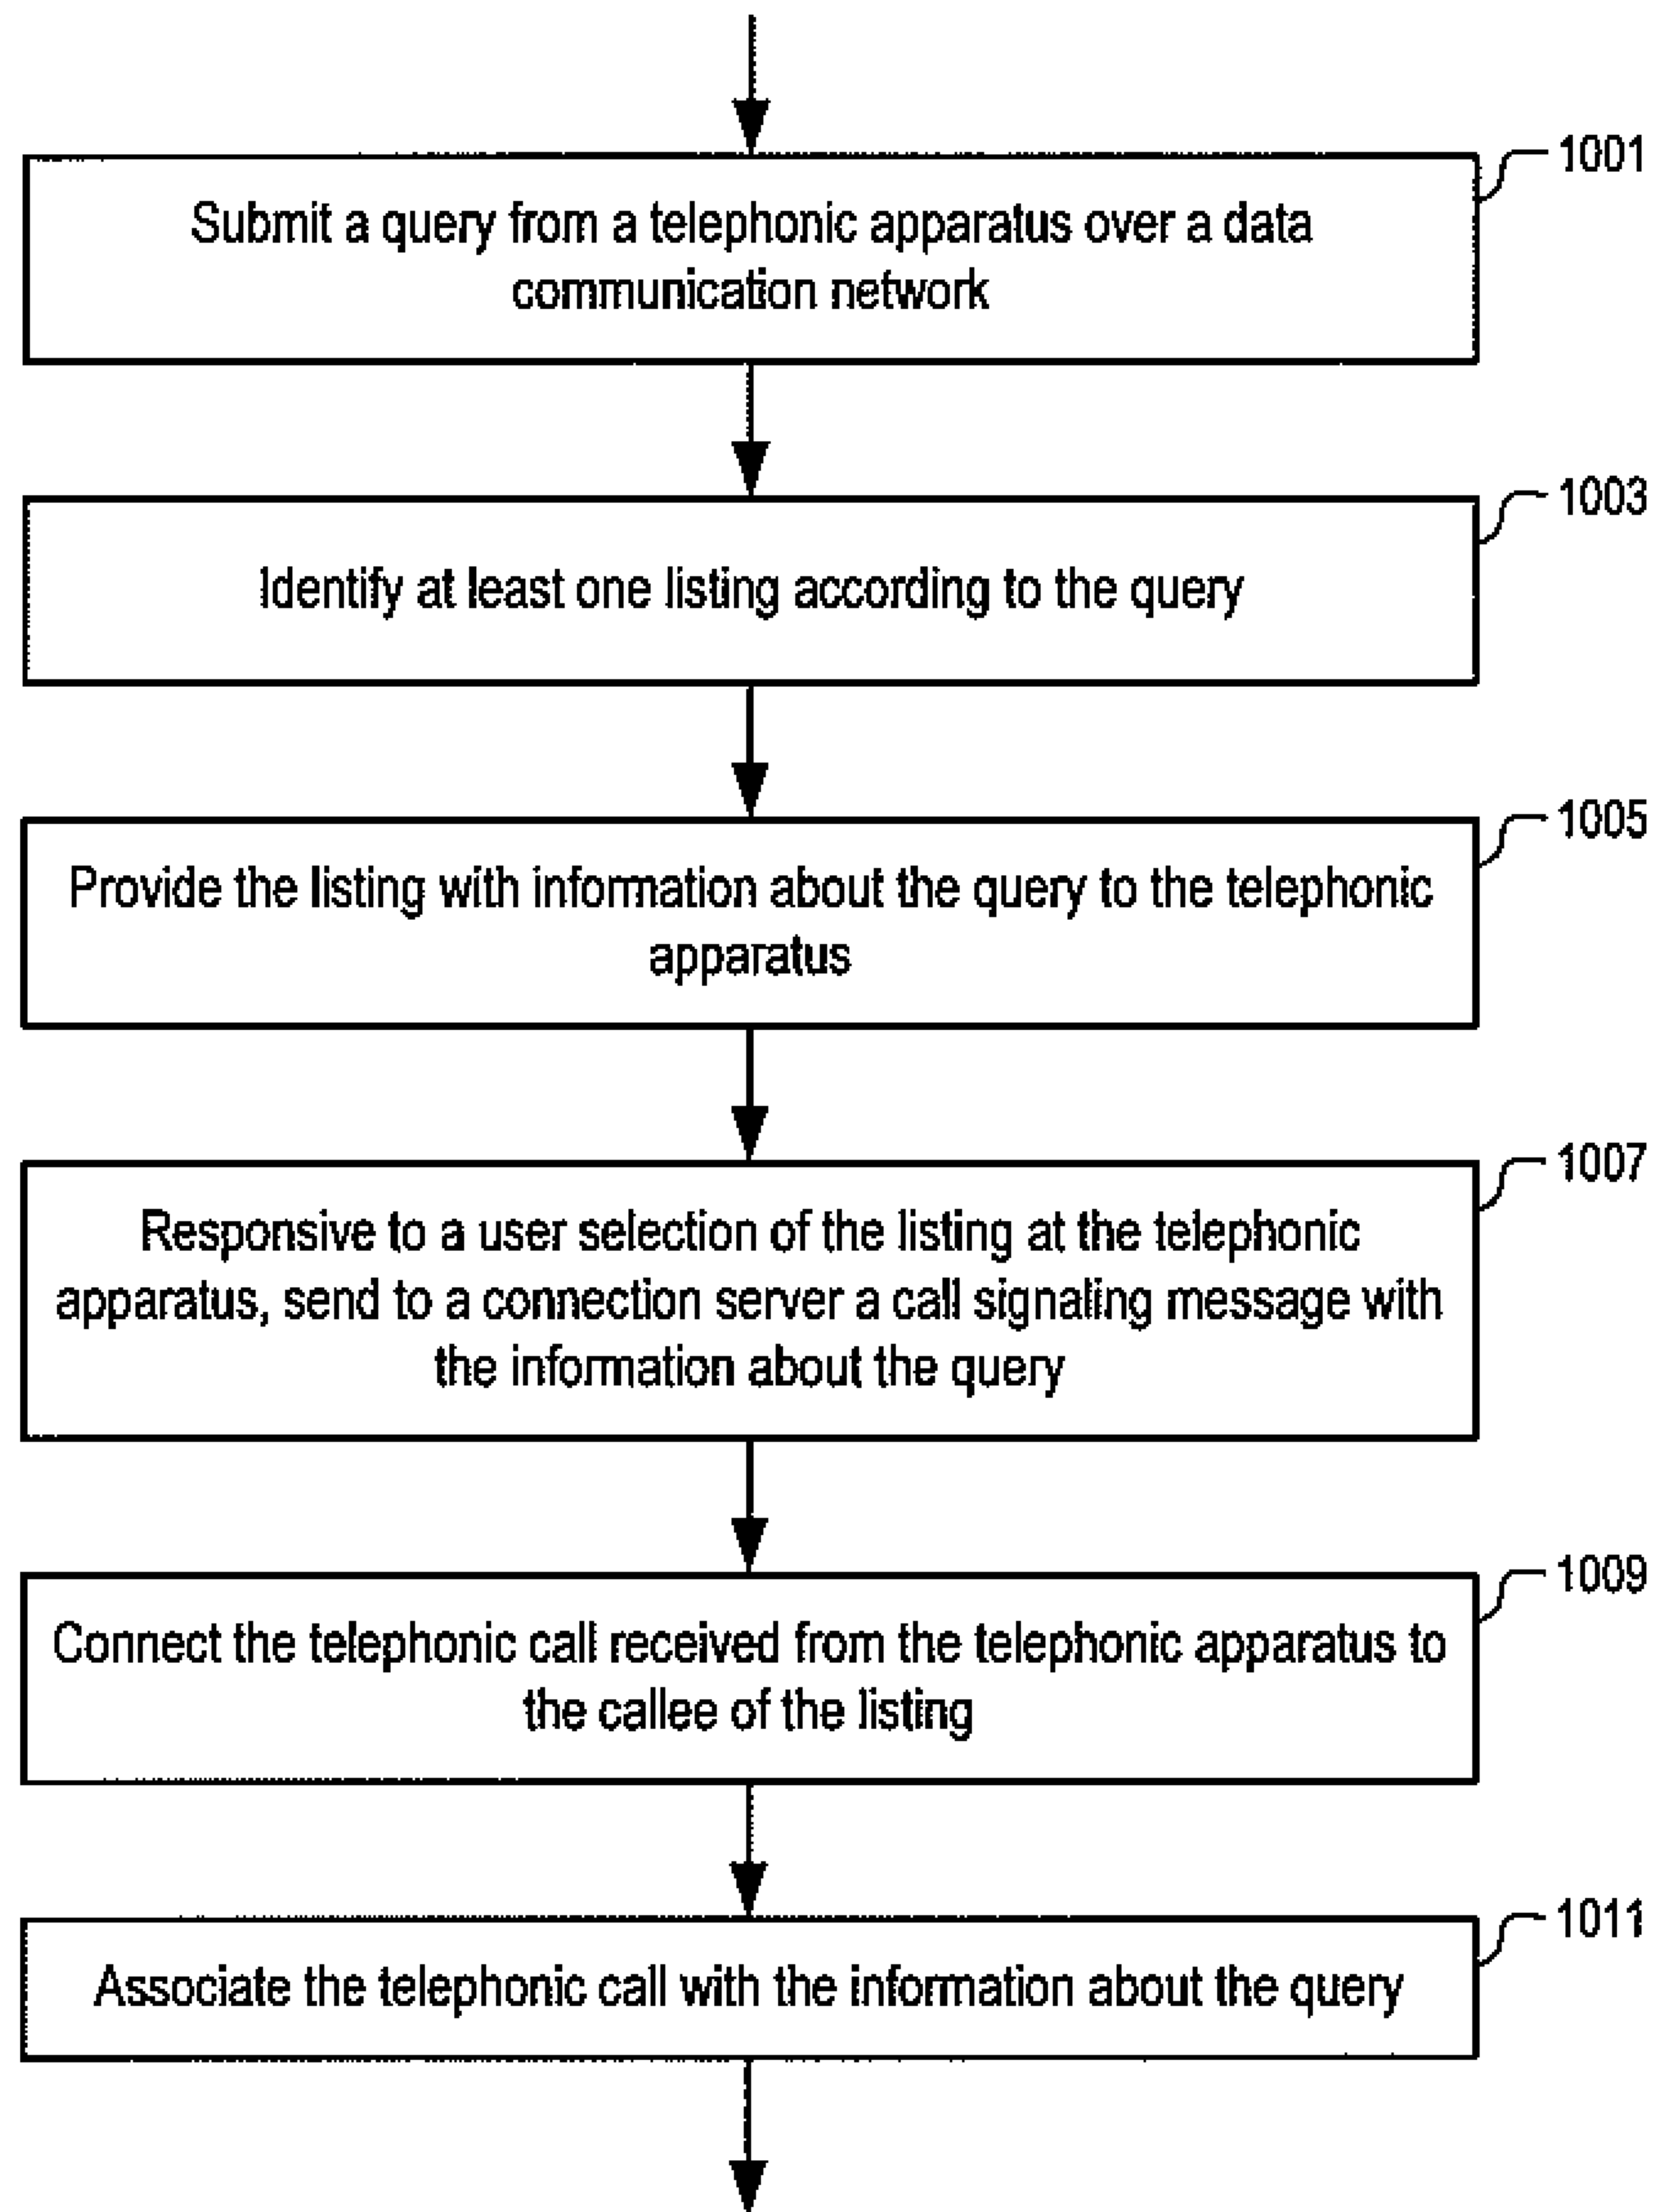 1001
Submit a query from a telephonic apparatus over a data
communication network
1003
Identify at least one listing according to the query
1005
Provide the listing with information about the query to the telephonic
apparatus
1007
Responsive to a user selection of the listing at the telephonic
apparatus, send to a connection server a call signaling message with
the information about the query
1009
Connect the telephonic call received from the telephonic apparatus to
the callee of the listing
1011
Associate the telephonic call with the information about the query